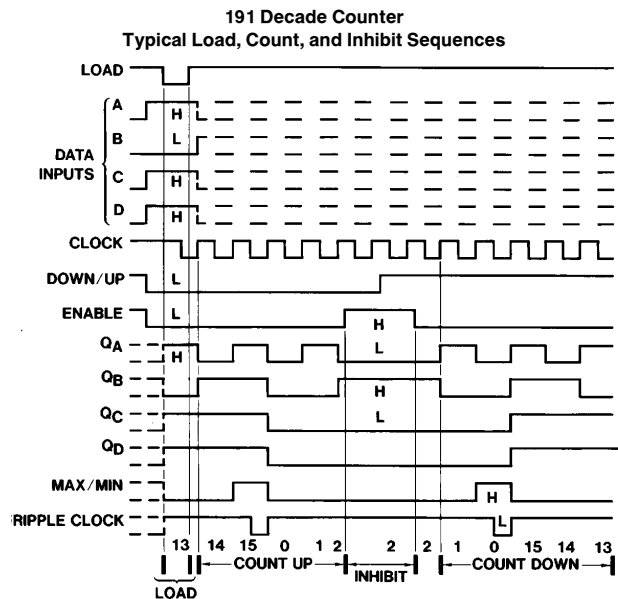 191 Decade Counter
Typical Load, Count, and Inhibit Sequences
LOAD
A
H
B
L
DATA
INPUTS
C
H
D
H
CLOCK
DOWN/UP
L
ENABLE
L
H
QA
H
L
QB
H
QC
L
QD
MAX/MIN
H
RIPPLE CLOCK
L
13 14 15 0 1 2 2 2 1 0 15 14 13
COUNT UP
INHIBIT
COUNT DOWN
LOAD